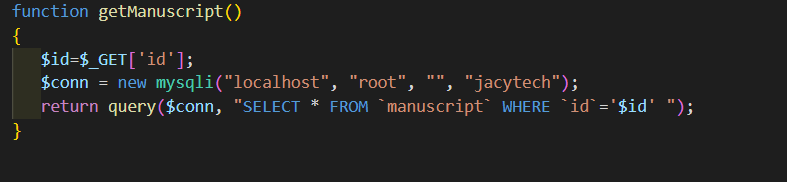 function getManuscript()
{
$id=$_GET['id'];
$conn = new mysqli("localhost", "root", "", "jacytech");
return query($conn, "SELECT * FROM `manuscript` WHERE `id`='$id' ");
}